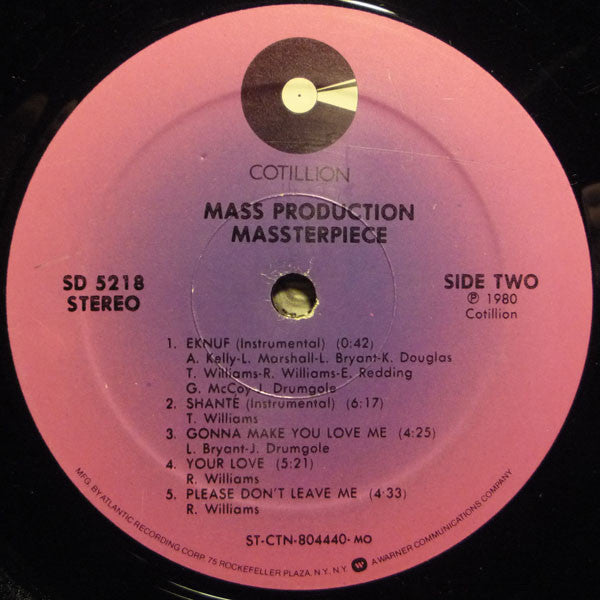 COTILLION
MASS PRODUCTION
MASSTERPIECE
SD 5218
STEREO
SIDE TWO
℗ 1980
Cotillion
1. EKNUF (Instrumental) (0:42)
A. Kelly-L. Marshall-L. Bryant-K. Douglas
T. Williams-R. Williams-E. Redding
G. McCoy-J. Drumgole
2. SHANTÉ (Instrumental) (6:17)
T. Williams
3. GONNA MAKE YOU LOVE ME (4:25)
L. Bryant-J. Drumgole
4. YOUR LOVE (5:21)
R. Williams
5. PLEASE DON'T LEAVE ME (4:33)
R. Williams
ST-CTN-804440-MO
MFG. BY ATLANTIC RECORDING CORP. 75 ROCKEFELLER PLAZA, N.Y. N.Y. W A WARNER COMMUNICATIONS COMPANY